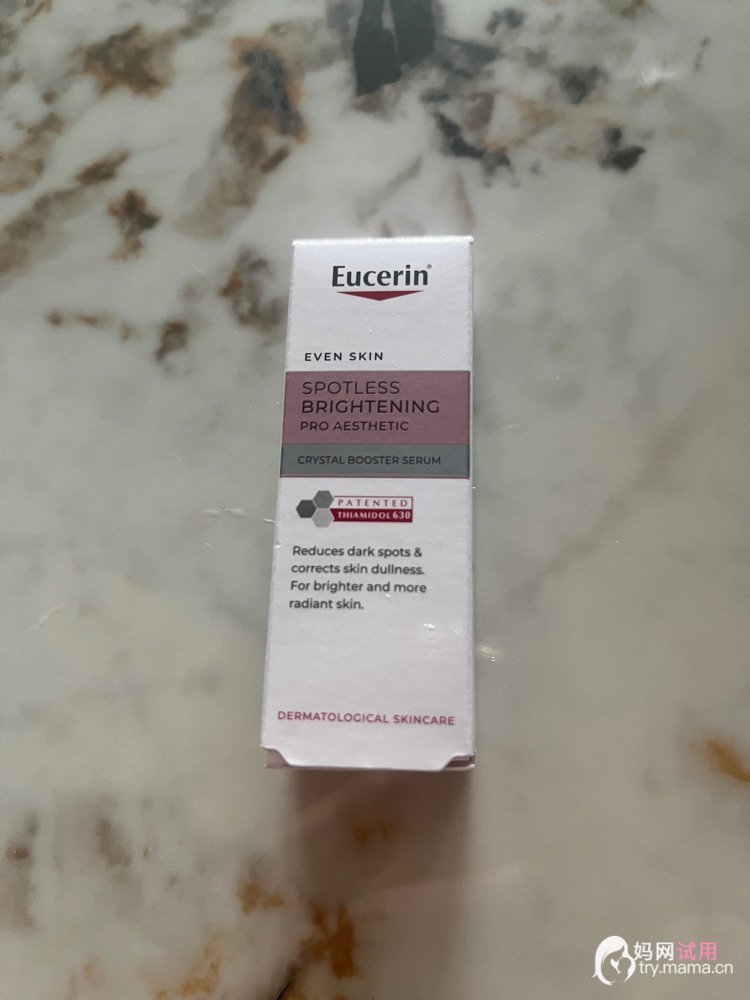 Eucerin®
EVEN SKIN
SPOTLESS
BRIGHTENING
PRO AESTHETIC
CRYSTAL BOOSTER SERUM
PATENTED
THIAMIDOL 630
Reduces dark spots &
corrects skin dullness.
For brighter and more
radiant skin.
DERMATOLOGICAL SKINCARE
妈网试用
try.mama.cn